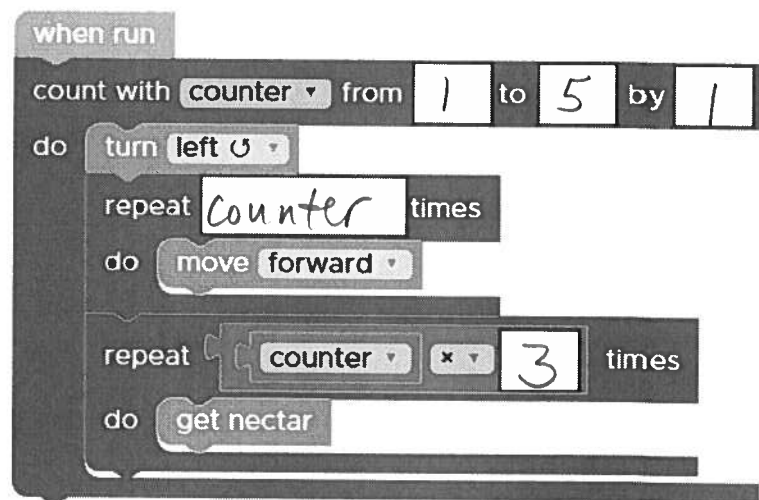 when run
count with counter ▼ from 1 to 5 by 1
do turn left ↺ ▼
repeat counter times
do move forward ▼
repeat counter ▼ × ▼ 3 times
do get nectar